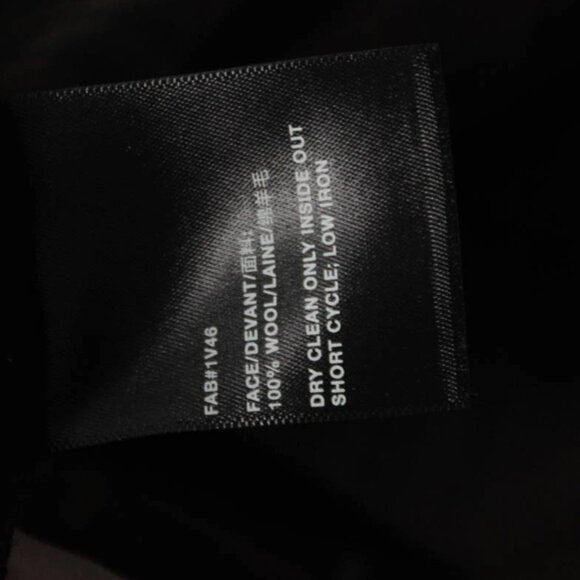 FAB#1V46
FACE/DEVANT/面料:
100% WOOL/LAINE/绵羊毛
DRY CLEAN ONLY INSIDE OUT
SHORT CYCLE; LOW IRON